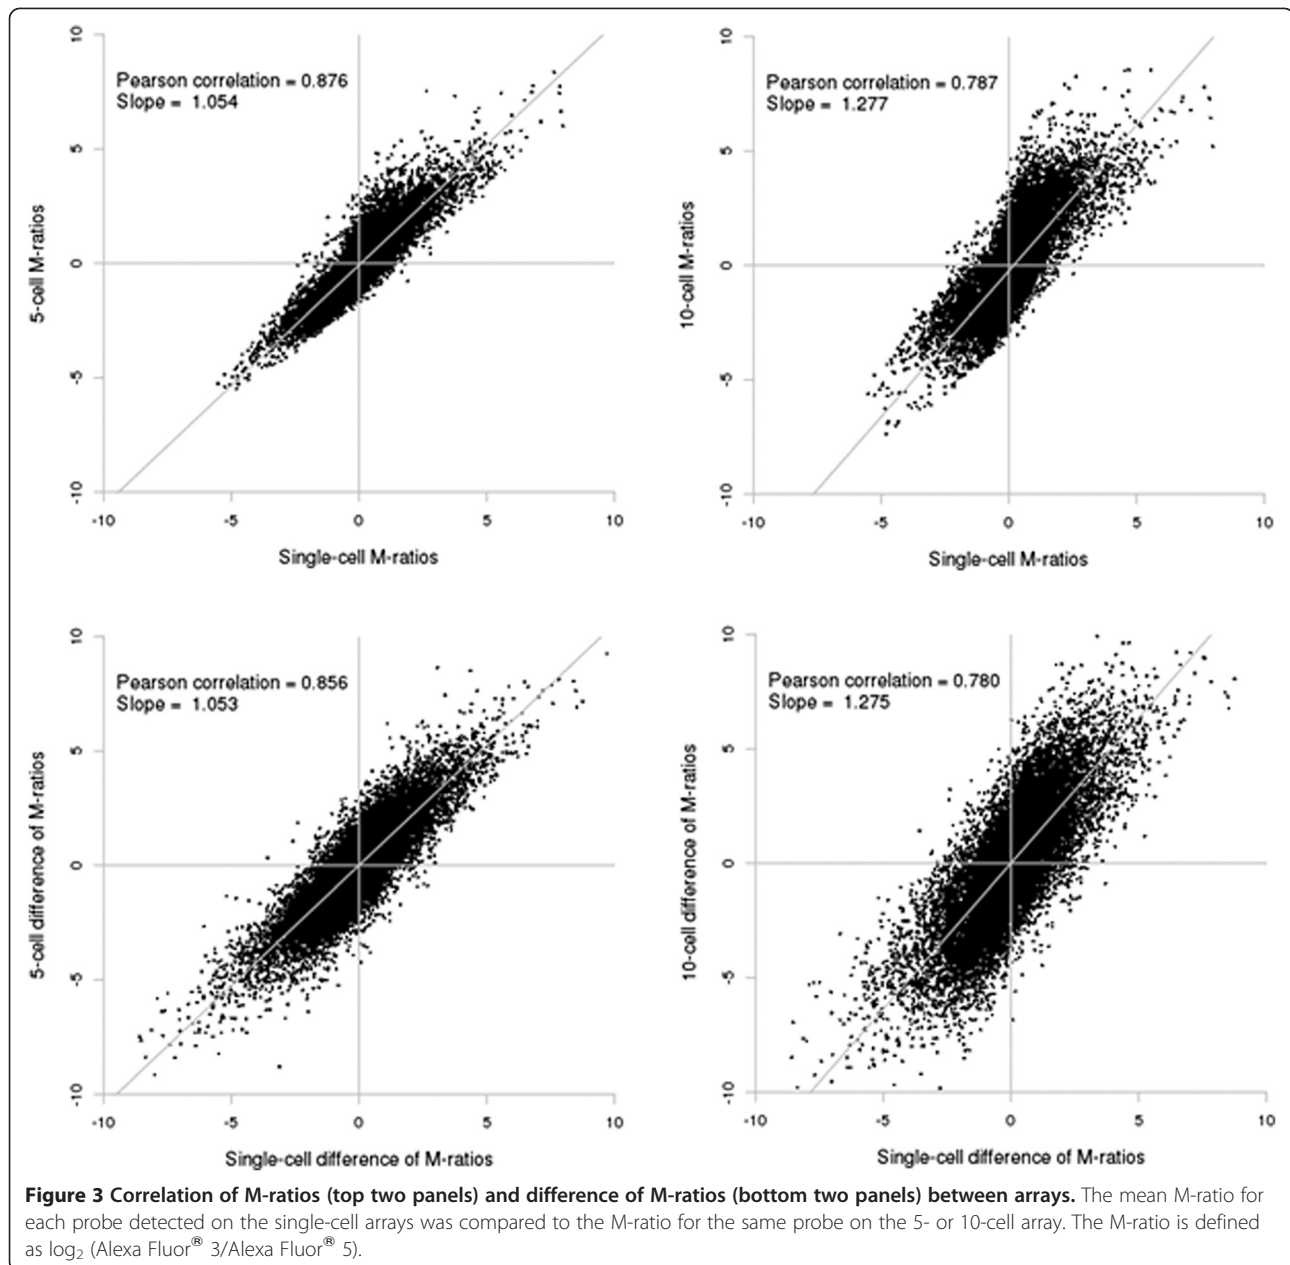 10
5
0
-5
-10
5-cell M-ratios
Pearson correlation = 0.876
Slope = 1.054
-10 -5 0 5 10
Single-cell M-ratios
10
5
0
-5
-10
10-cell M-ratios
Pearson correlation = 0.787
Slope = 1.277
-10 -5 0 5 10
Single-cell M-ratios
10
5
0
-5
-10
5-cell difference of M-ratios
Pearson correlation = 0.856
Slope = 1.053
-10 -5 0 5 10
Single-cell difference of M-ratios
10
5
0
-5
-10
10-cell difference of M-ratios
Pearson correlation = 0.780
Slope = 1.275
-10 -5 0 5 10
Single-cell difference of M-ratios
Figure 3 Correlation of M-ratios (top two panels) and difference of M-ratios (bottom two panels) between arrays. The mean M-ratio for
each probe detected on the single-cell arrays was compared to the M-ratio for the same probe on the 5- or 10-cell array. The M-ratio is defined
as log₂ (Alexa Fluor® 3/Alexa Fluor® 5).